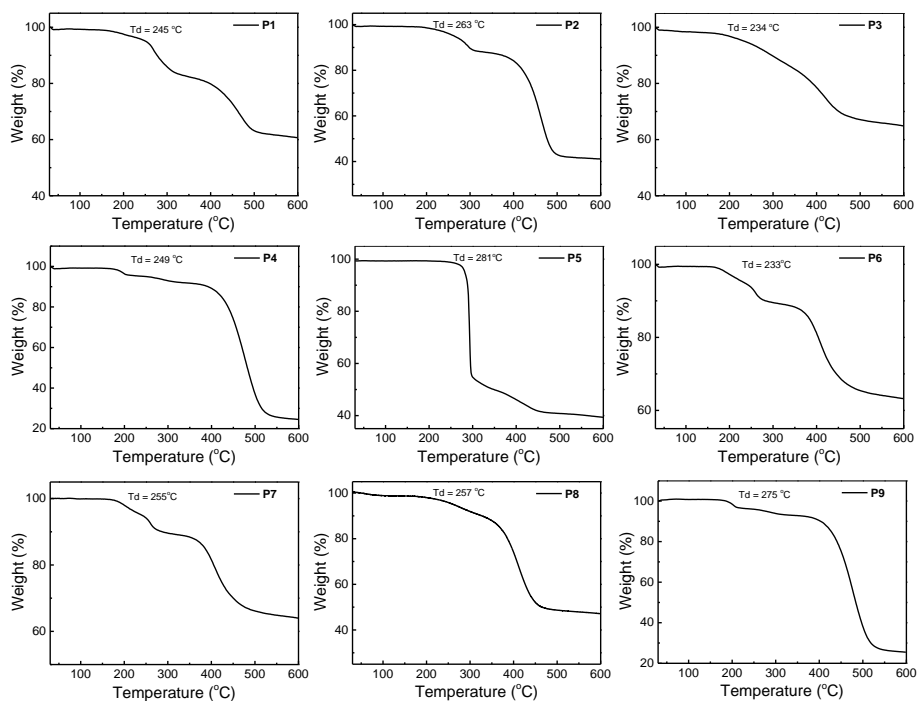 100
80
60
40
Td = 245 °C
P1
Weight (%)
100 200 300 400 500 600
Temperature (°C)
100
80
60
40
Td = 263 °C
P2
Weight (%)
100 200 300 400 500 600
Temperature (°C)
100
80
60
40
Td = 234 °C
P3
Weight (%)
100 200 300 400 500 600
Temperature (°C)
100
80
60
40
20
Td = 249 °C
P4
Weight (%)
100 200 300 400 500 600
Temperature (°C)
100
80
60
40
Td = 281°C
P5
Weight (%)
100 200 300 400 500 600
Temperature (°C)
100
80
60
Td = 233°C
P6
Weight (%)
100 200 300 400 500 600
Temperature (°C)
100
80
60
Td = 255°C
P7
Weight (%)
100 200 300 400 500 600
Temperature (°C)
100
80
60
40
Td = 257 °C
P8
Weight (%)
100 200 300 400 500 600
Temperature (°C)
100
80
60
40
20
Td = 275 °C
P9
Weight (%)
100 200 300 400 500 600
Temperature (°C)